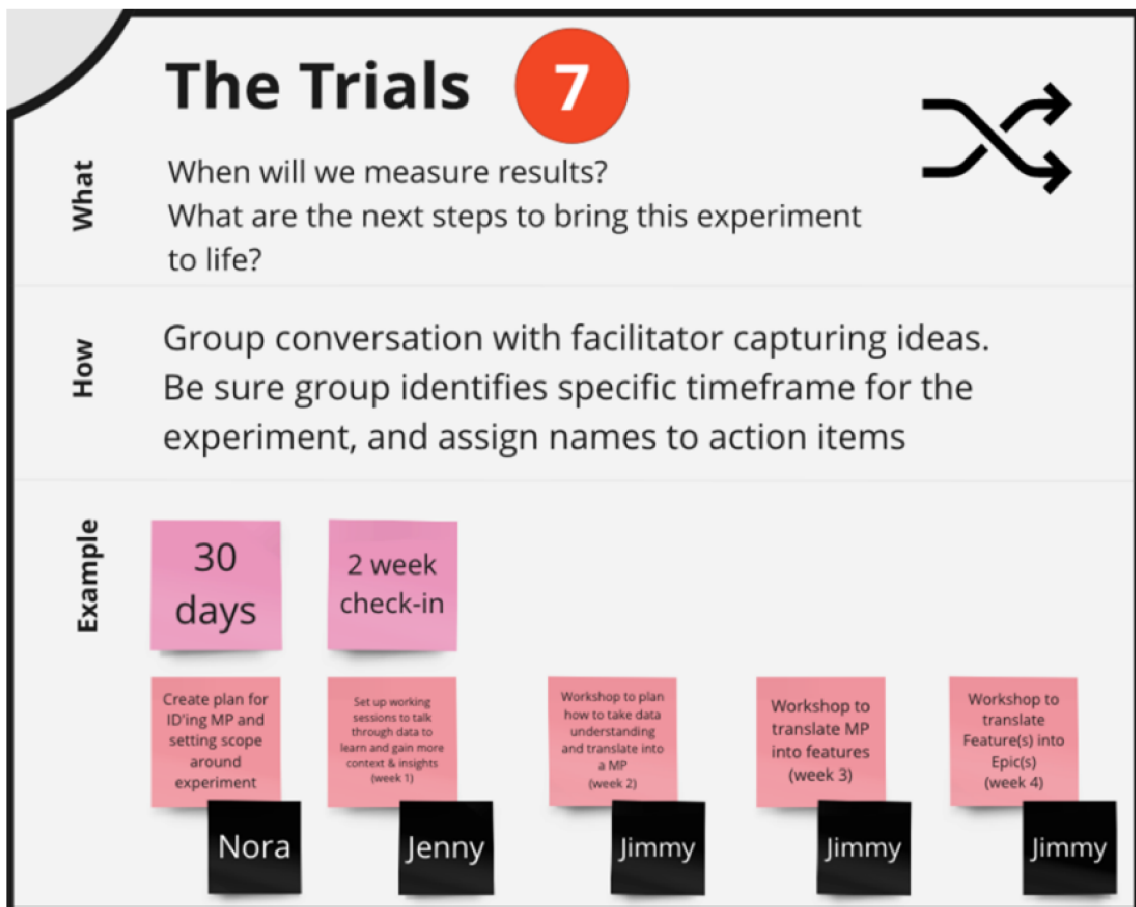 The Trials 7
What
When will we measure results?
What are the next steps to bring this experiment
to life?
How
Group conversation with facilitator capturing ideas.
Be sure group identifies specific timeframe for the
experiment, and assign names to action items
Example
30
days
2 week
check-in
Create plan for
ID'ing MP and
setting scope
around
experiment
Nora
Set up working
sessions to talk
through data to
learn and gain more
context & insights
(week 1)
Jenny
Workshop to plan
how to take data
understanding
and translate into
a MP
(week 2)
Jimmy
Workshop to
translate MP
into features
(week 3)
Jimmy
Workshop to
translate
Feature(s) into
Epic(s)
(week 4)
Jimmy